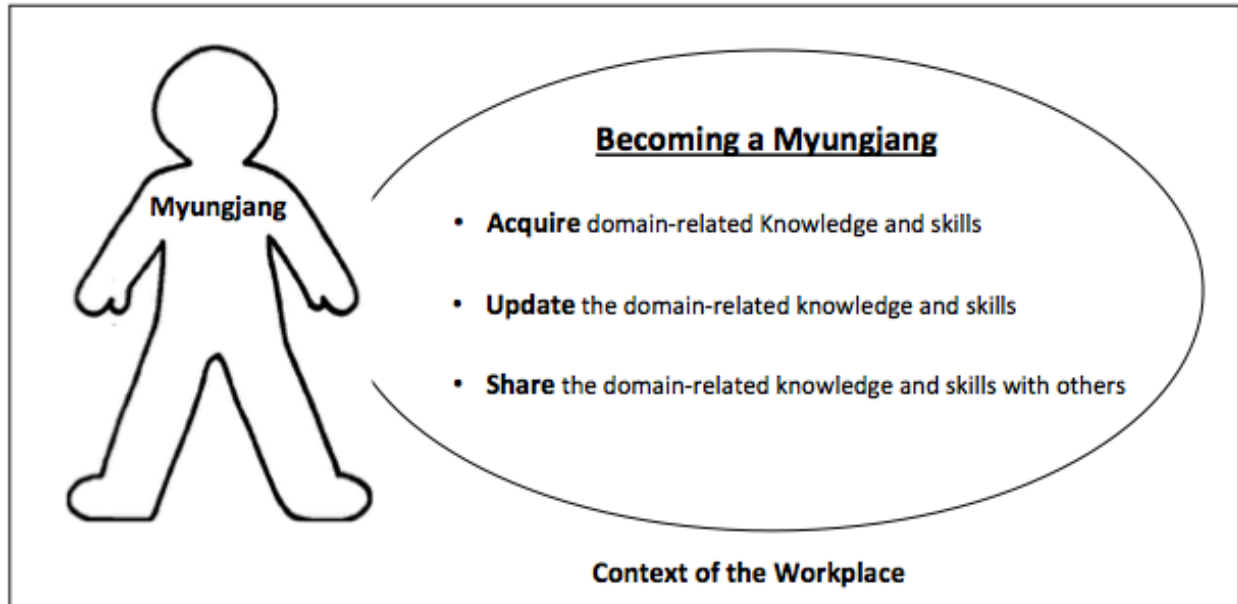 Becoming a Myungjang
Myungjang
• Acquire domain-related Knowledge and skills
• Update the domain-related knowledge and skills
• Share the domain-related knowledge and skills with others
Context of the Workplace